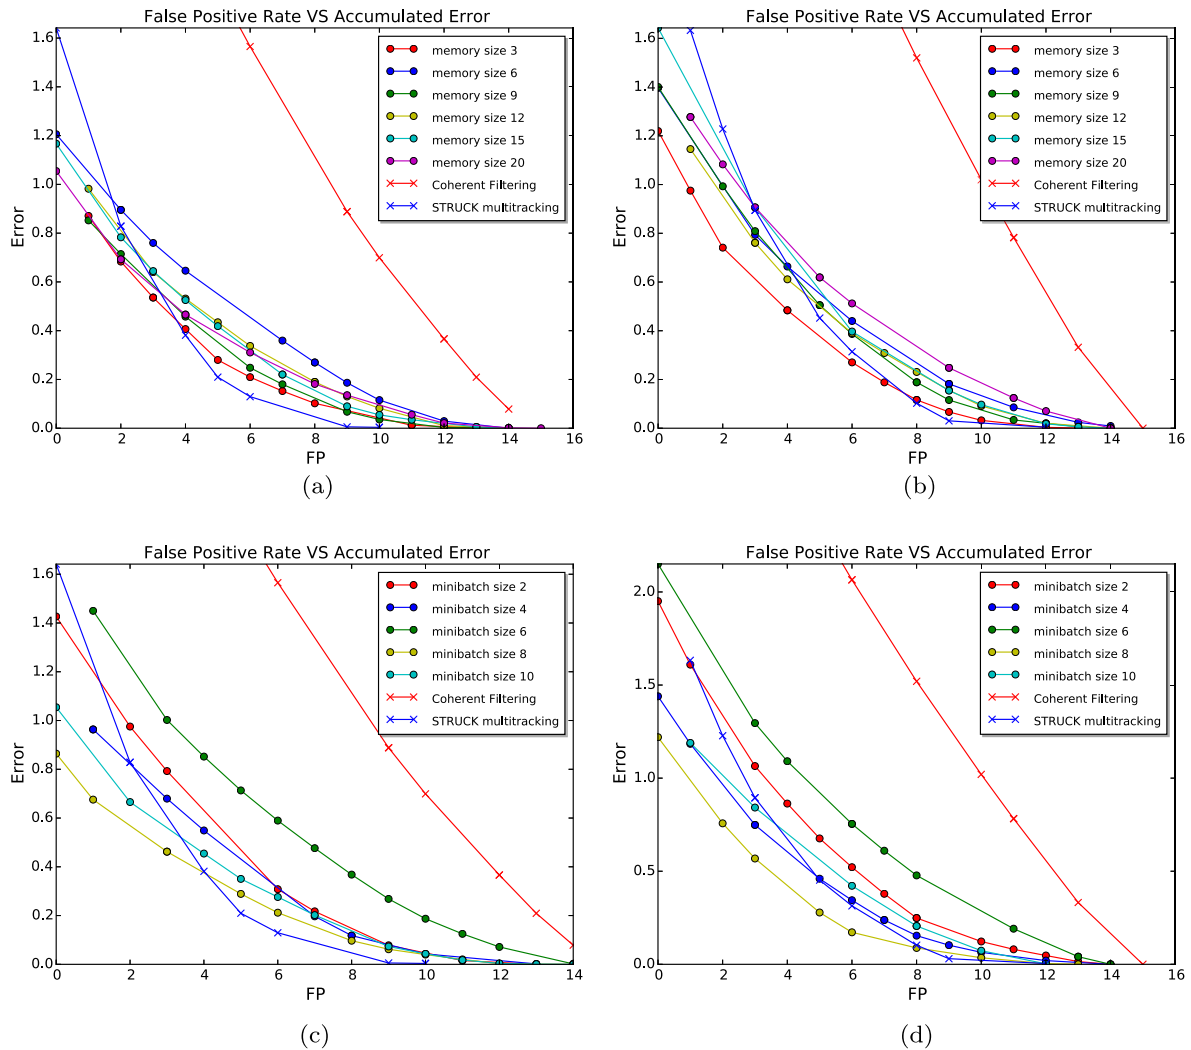 False Positive Rate VS Accumulated Error
1.6
1.4
1.2
1.0
0.8
0.6
0.4
0.2
0.0
Error
0 2 4 6 8 10 12 14 16
FP
memory size 3
memory size 6
memory size 9
memory size 12
memory size 15
memory size 20
Coherent Filtering
STRUCK multitracking
(a)
False Positive Rate VS Accumulated Error
1.6
1.4
1.2
1.0
0.8
0.6
0.4
0.2
0.0
Error
0 2 4 6 8 10 12 14 16
FP
memory size 3
memory size 6
memory size 9
memory size 12
memory size 15
memory size 20
Coherent Filtering
STRUCK multitracking
(b)
False Positive Rate VS Accumulated Error
1.6
1.4
1.2
1.0
0.8
0.6
0.4
0.2
0.0
Error
0 2 4 6 8 10 12 14
FP
minibatch size 2
minibatch size 4
minibatch size 6
minibatch size 8
minibatch size 10
Coherent Filtering
STRUCK multitracking
(c)
False Positive Rate VS Accumulated Error
2.0
1.5
1.0
0.5
0.0
Error
0 2 4 6 8 10 12 14 16
FP
minibatch size 2
minibatch size 4
minibatch size 6
minibatch size 8
minibatch size 10
Coherent Filtering
STRUCK multitracking
(d)